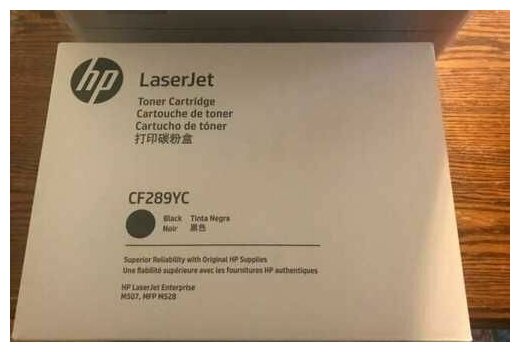 hp
LaserJet
Toner Cartridge
Cartouche de toner
Cartucho de tóner
打印碳粉盒
CF289YC
Black Tinta Negra
Noir 黑色
Superior Reliability with Original HP Supplies
Une fiabilité supérieure avec les fournitures HP authentiques
HP LaserJet Enterprise
M507, MFP M528